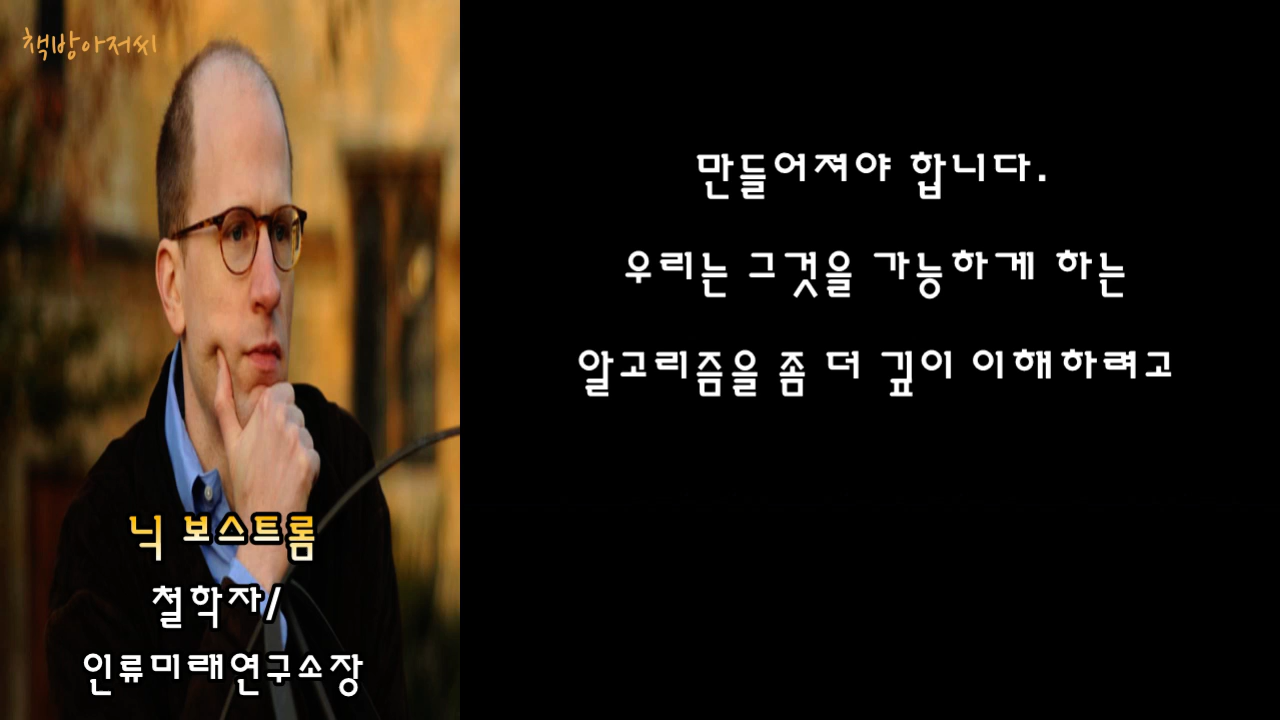 책방아저씨
닉 보스트롬
철학자/
인류미래연구소장
만들어져야 합니다.
우리는 그것을 가능하게 하는
알고리즘을 좀 더 깊이 이해하려고